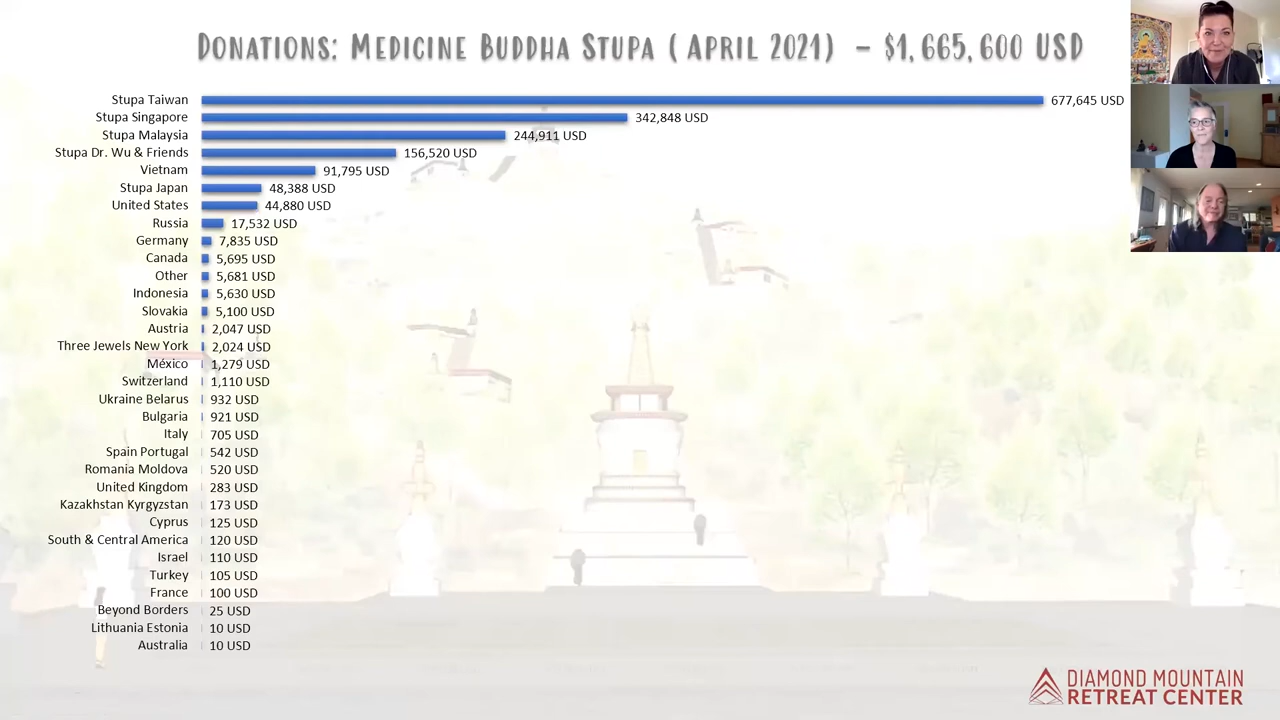 DONATIONS: MEDICINE BUDDHA STUPA ( APRIL 2021) – $1,665,600 USD
Stupa Taiwan 677,645 USD
Stupa Singapore 342,848 USD
Stupa Malaysia 244,911 USD
Stupa Dr. Wu & Friends 156,520 USD
Vietnam 91,795 USD
Stupa Japan 48,388 USD
United States 44,880 USD
Russia 17,532 USD
Germany 7,835 USD
Canada 5,695 USD
Other 5,681 USD
Indonesia 5,630 USD
Slovakia 5,100 USD
Austria 2,047 USD
Three Jewels New York 2,024 USD
México 1,279 USD
Switzerland 1,110 USD
Ukraine Belarus 932 USD
Bulgaria 921 USD
Italy 705 USD
Spain Portugal 542 USD
Romania Moldova 520 USD
United Kingdom 283 USD
Kazakhstan Kyrgyzstan 173 USD
Cyprus 125 USD
South & Central America 120 USD
Israel 110 USD
Turkey 105 USD
France 100 USD
Beyond Borders 25 USD
Lithuania Estonia 10 USD
Australia 10 USD
DIAMOND MOUNTAIN
RETREAT CENTER